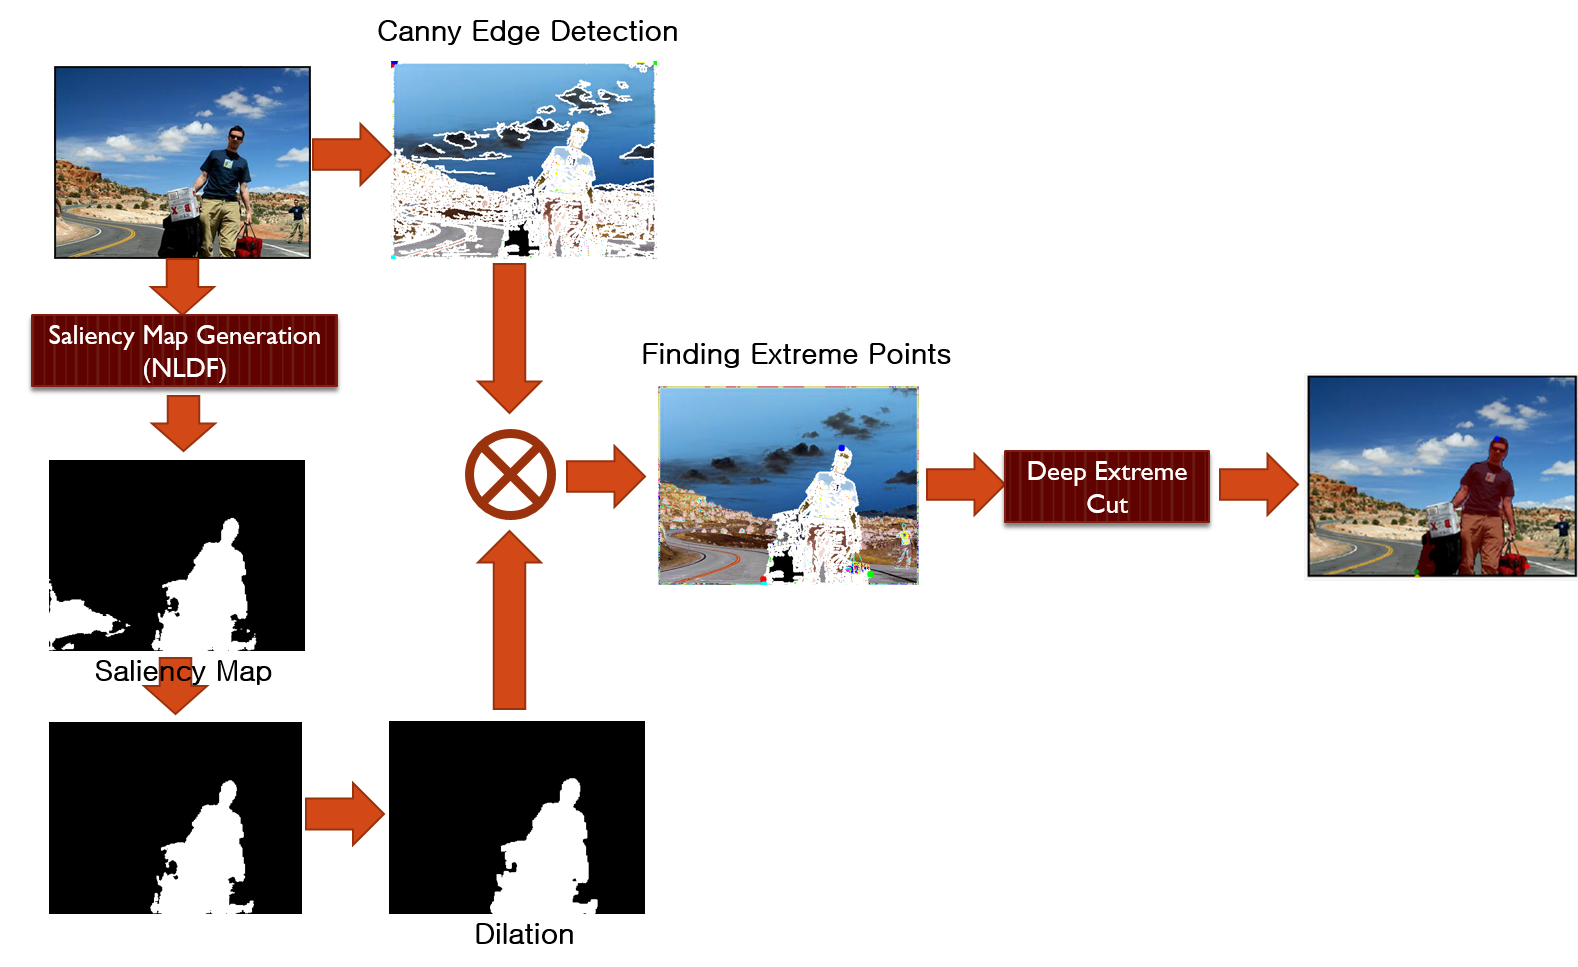 Canny Edge Detection
Saliency Map Generation
(NLDF)
Finding Extreme Points
Deep Extreme
Cut
Saliency Map
Dilation